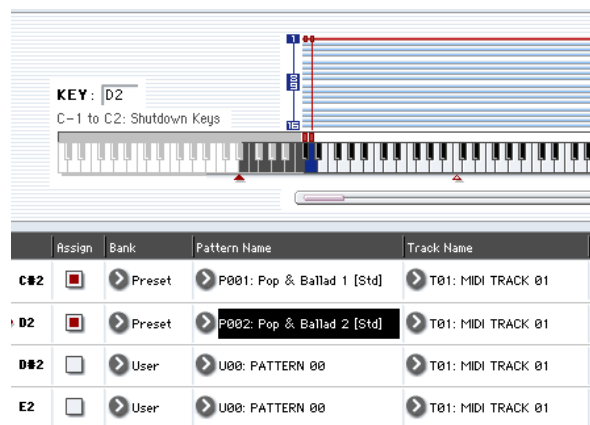 1
8
9
16
KEY: D2
C-1 to C2: Shutdown Keys
Assign Bank Pattern Name Track Name
C#2 Preset P001: Pop & Ballad 1 [Std] T01: MIDI TRACK 01
D2 Preset P002: Pop & Ballad 2 [Std] T01: MIDI TRACK 01
D#2 User U00: PATTERN 00 T01: MIDI TRACK 01
E2 User U00: PATTERN 00 T01: MIDI TRACK 01